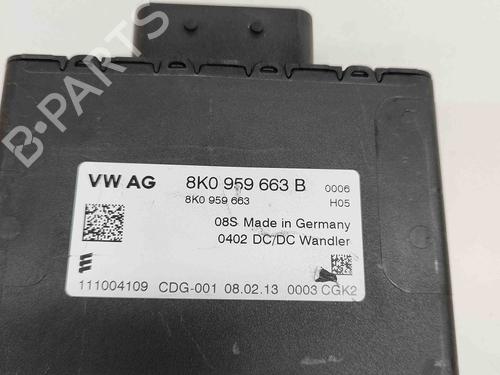 B-PARTS
VW AG 8K0 959 663 B 0006
8K0 959 663 H05
08S Made in Germany
0402 DC/DC Wandler
111004109 CDG-001 08.02.13 0003 CGK2